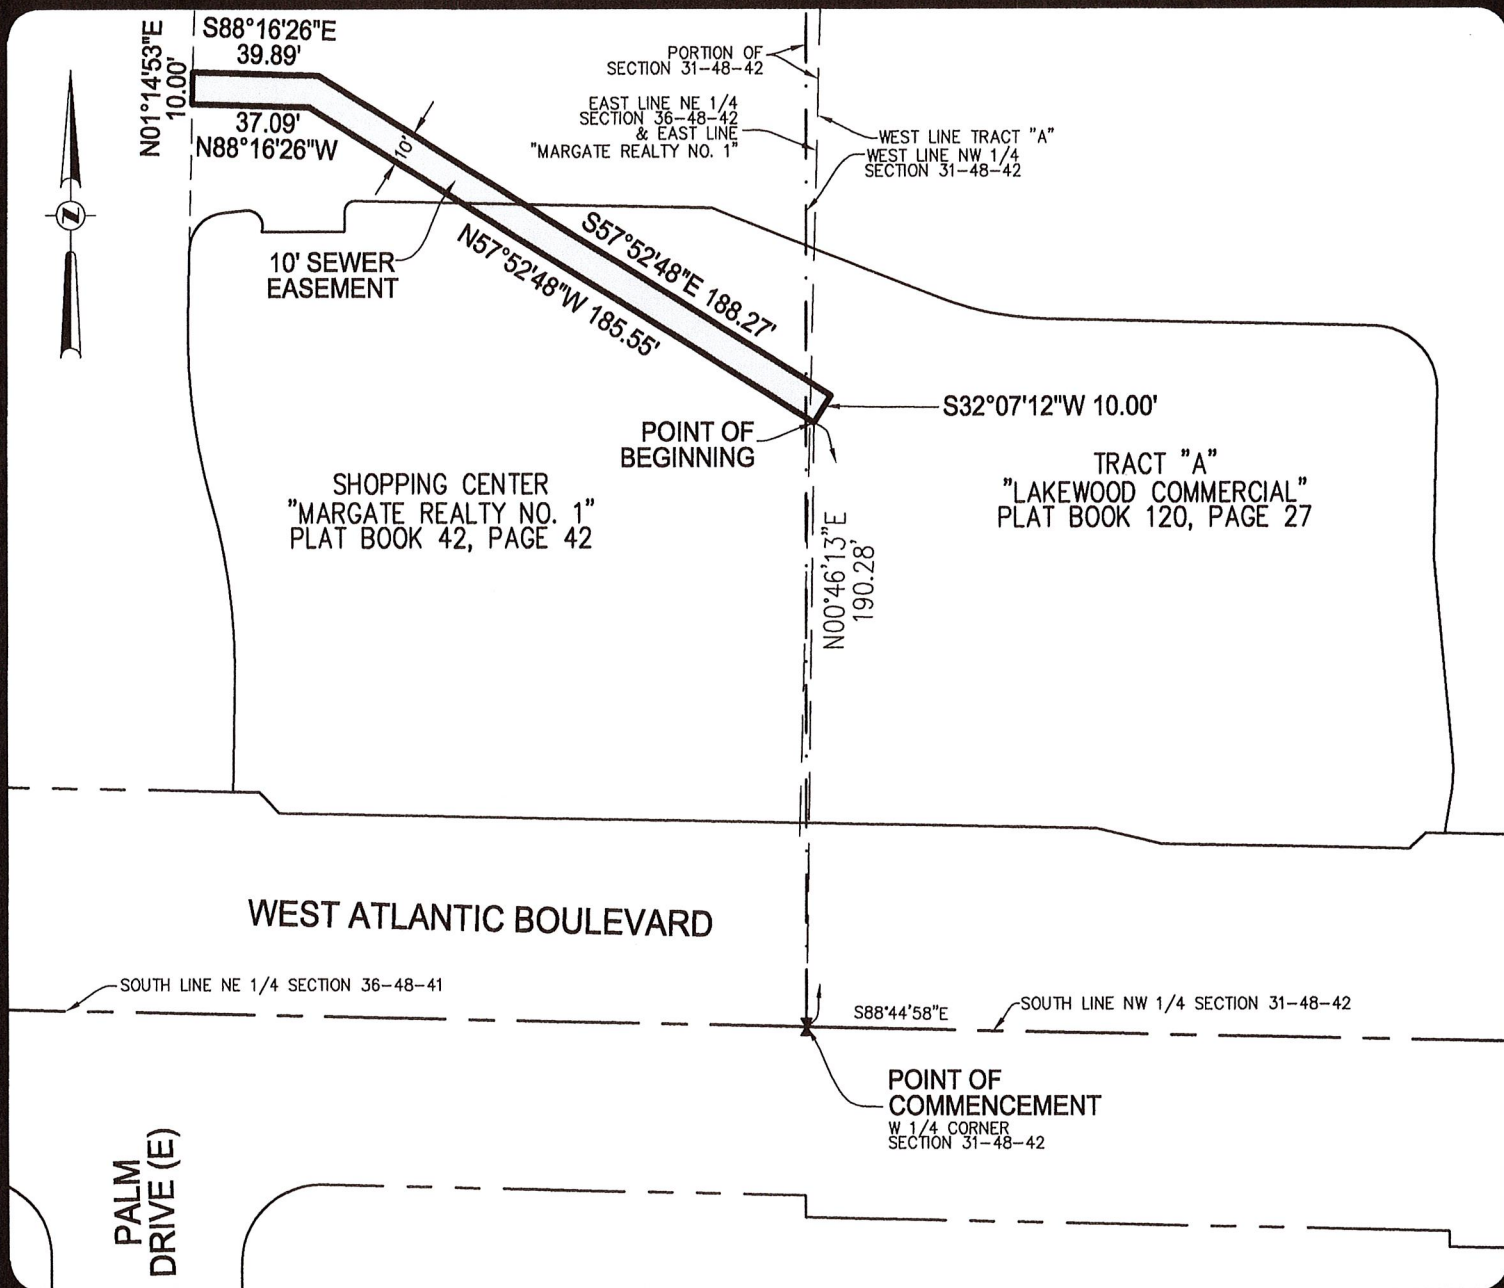 S88°16'26"E
39.89'
N01°14'53"E
10.00'
37.09'
N88°16'26"W
10'
PORTION OF
SECTION 31-48-42
EAST LINE NE 1/4
SECTION 36-48-42
& EAST LINE
"MARGATE REALTY NO. 1"
WEST LINE TRACT "A"
WEST LINE NW 1/4
SECTION 31-48-42
N
10' SEWER
EASEMENT
S57°52'48"E 188.27'
N57°52'48"W 185.55'
S32°07'12"W 10.00'
POINT OF
BEGINNING
SHOPPING CENTER
"MARGATE REALTY NO. 1"
PLAT BOOK 42, PAGE 42
TRACT "A"
"LAKEWOOD COMMERCIAL"
PLAT BOOK 120, PAGE 27
N00°46'13"E
190.28'
WEST ATLANTIC BOULEVARD
SOUTH LINE NE 1/4 SECTION 36-48-41
S88°44'58"E
SOUTH LINE NW 1/4 SECTION 31-48-42
POINT OF
COMMENCEMENT
W 1/4 CORNER
SECTION 31-48-42
PALM
DRIVE (E)